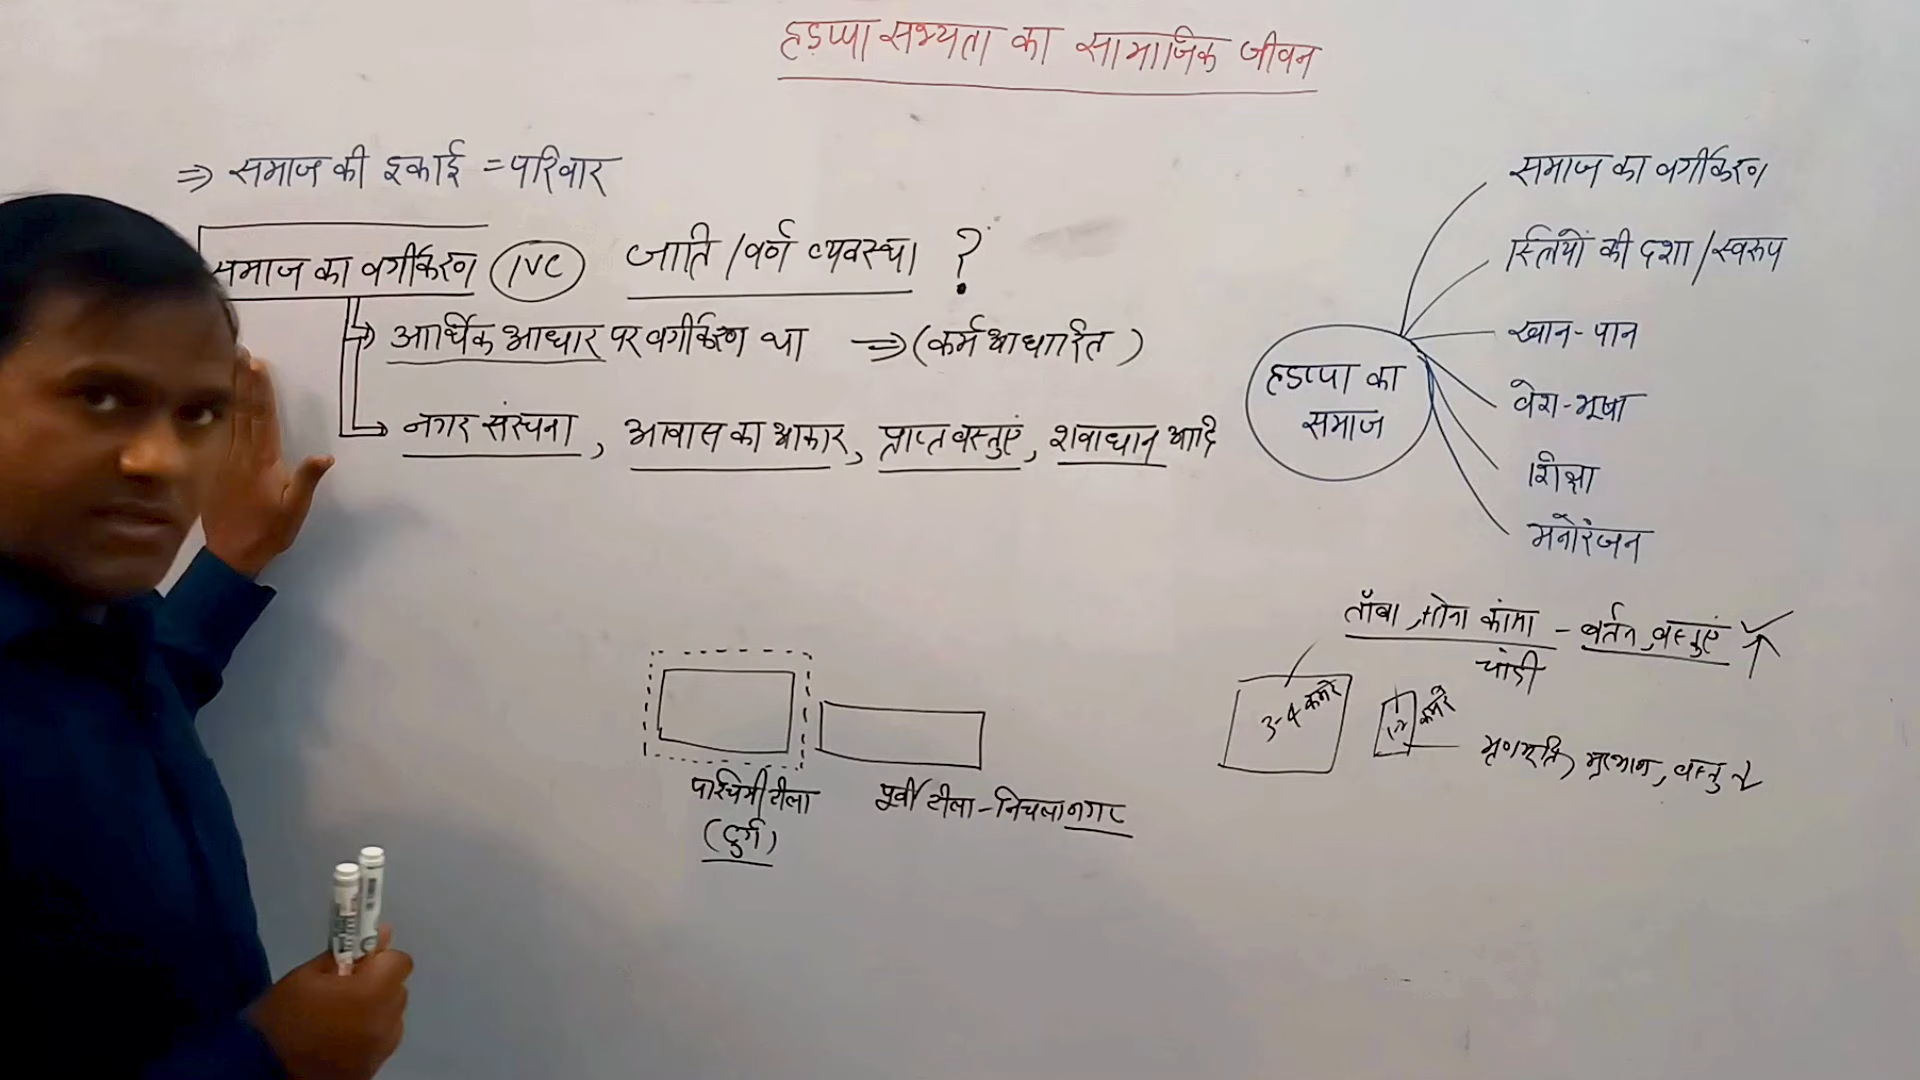 हड़प्पा सभ्यता का सामाजिक जीवन
⇒ समाज की इकाई = परिवार
समाज का वर्गीकरण IVC जाति / वर्ण व्यवस्था ?
आर्थिक आधार पर वर्गीकरण था ⇒ (कर्म आधारित)
नगर संरचना, आवास का आकार, प्राप्त वस्तुएं, शवाधान आदि
हडप्पा का
समाज
समाज का वर्गीकरण
स्त्रियों की दशा / स्वरुप
खान-पान
वेश-भूषा
शिक्षा
मनोरंजन
ताँबा, सोना कांसा - बर्तन, वस्तुएं
चांदी
3-4 कमरे
कमरे
वस्तु
पश्चिमी टीला
(दुर्ग)
पूर्वी टीला - निचला नगर